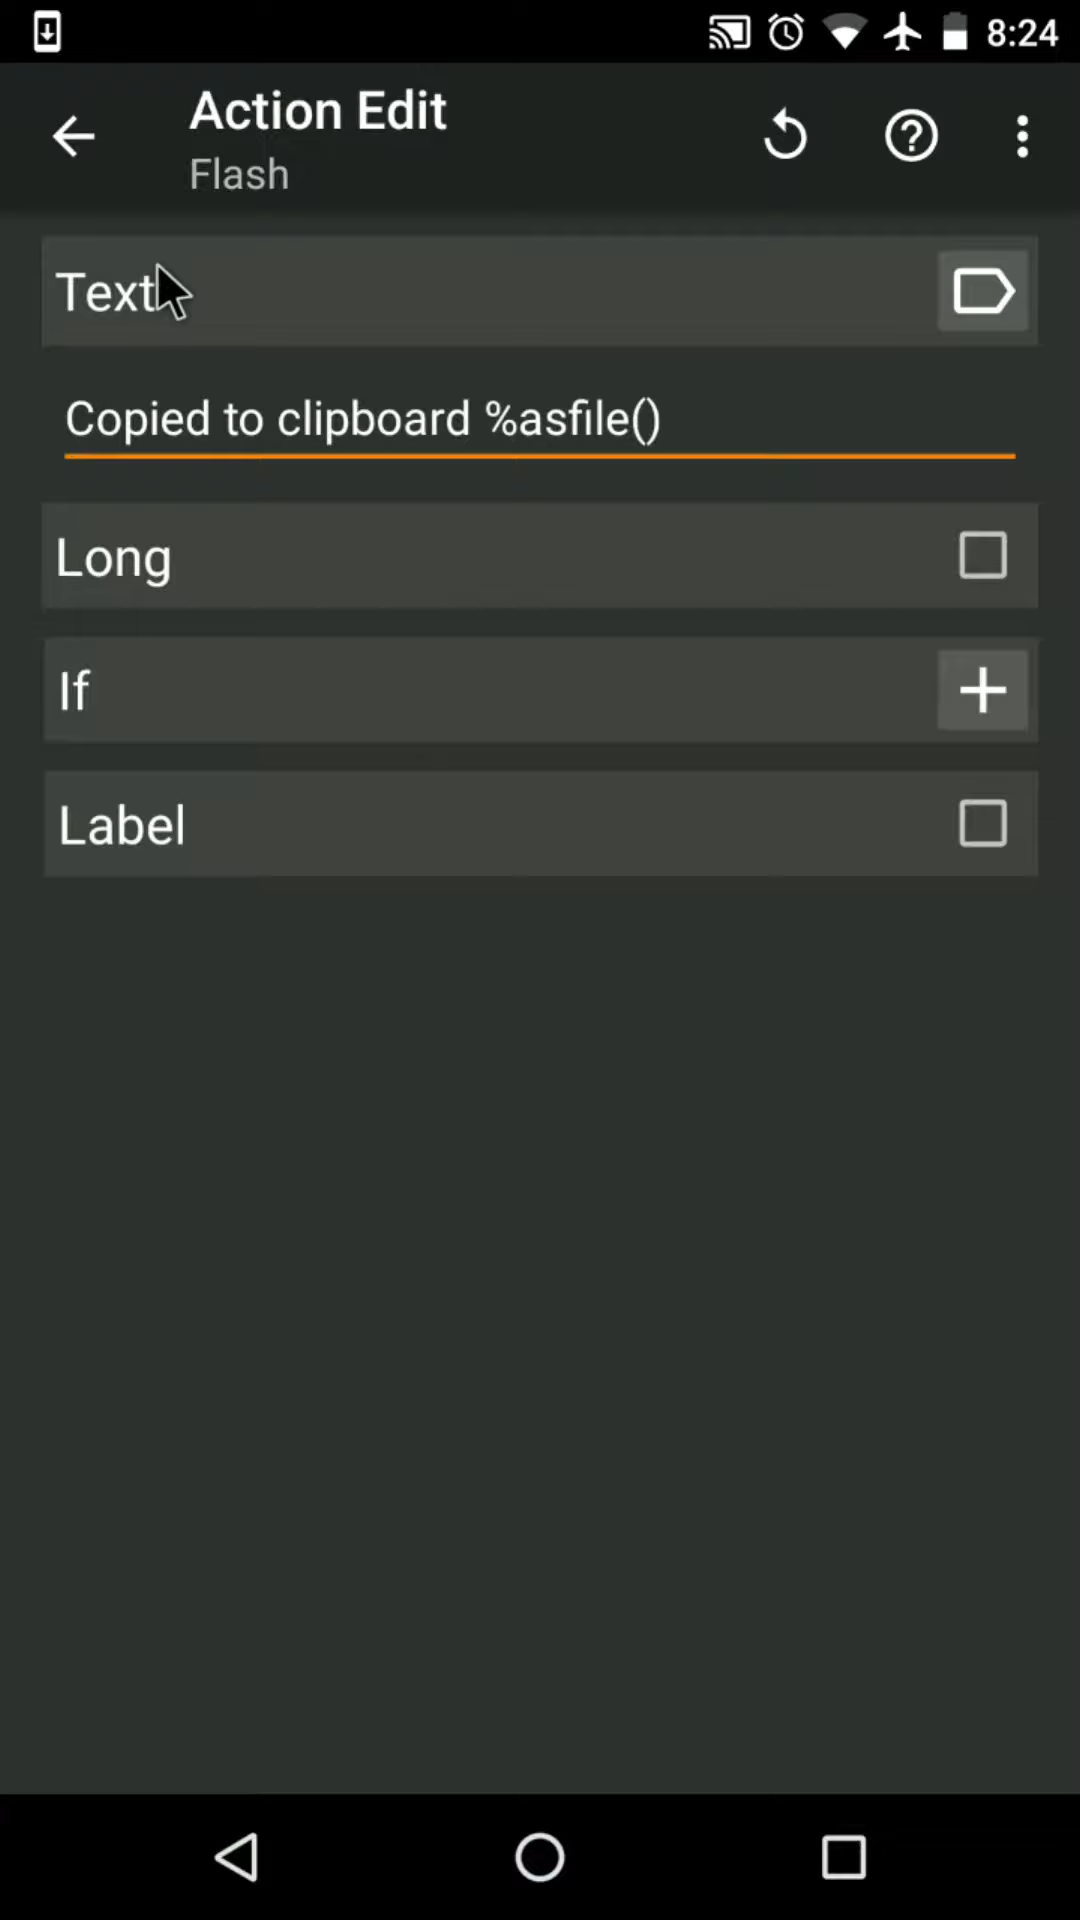 8:24
Action Edit
Flash
Text
Copied to clipboard %asfile()
Long
If
Label